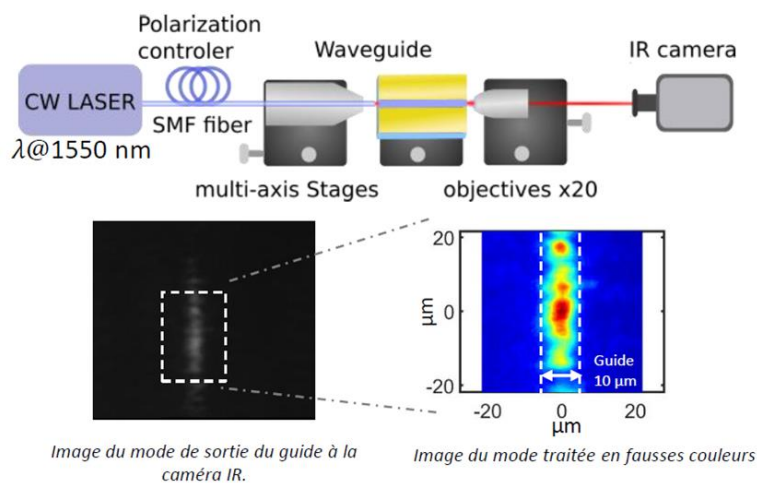 Polarization
controler
Waveguide
IR camera
CW LASER
SMF fiber
λ@1550 nm
multi-axis Stages
objectives x20
20
0
-20
µm
Guide
10 µm
-20
0
20
µm
Image du mode de sortie du guide à la
caméra IR.
Image du mode traitée en fausses couleurs